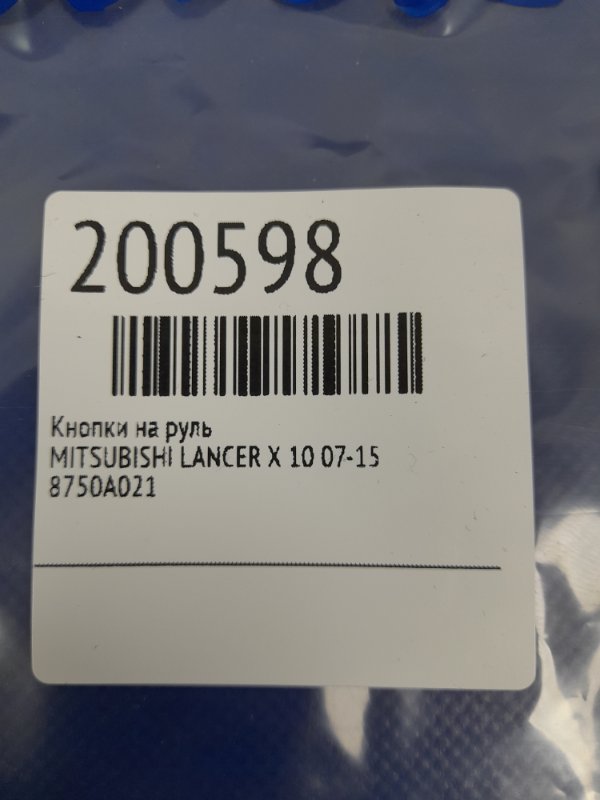 200598
Кнопки на руль
MITSUBISHI LANCER X 10 07-15
8750A021